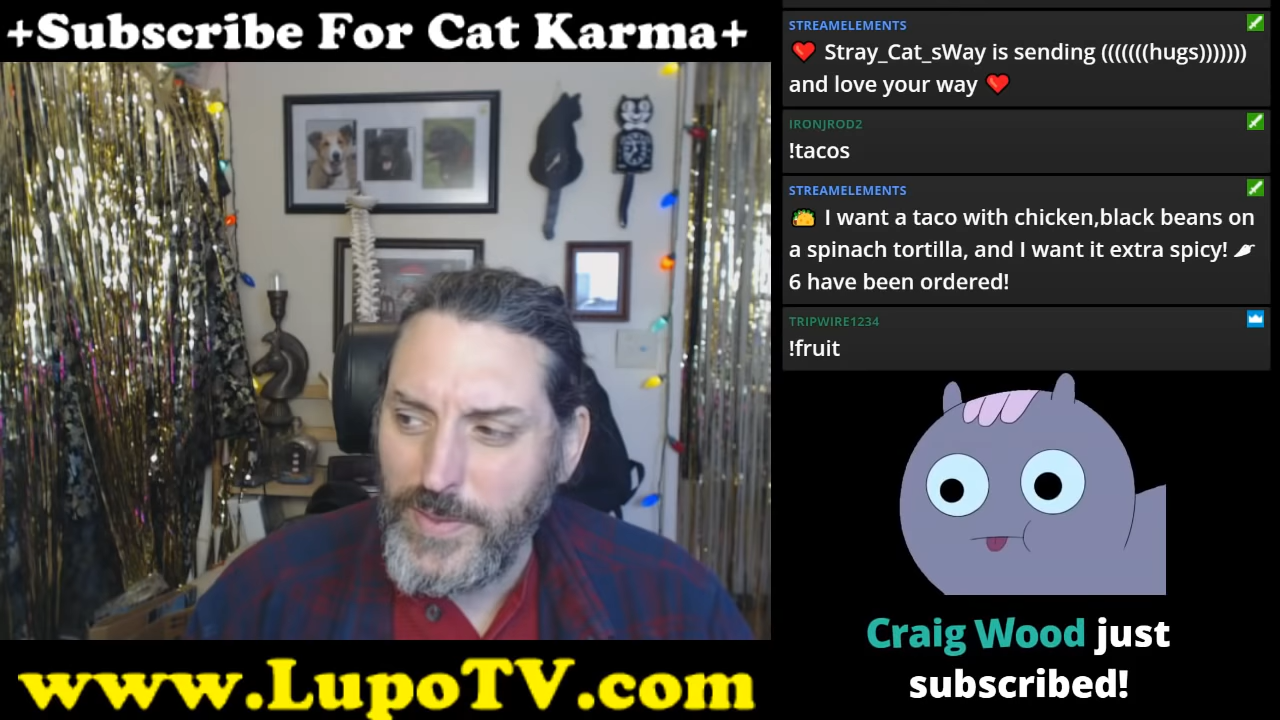 +Subscribe For Cat Karma+
STREAMELEMENTS
❤️ Stray_Cat_sWay is sending (((((((hugs)))))))
and love your way ❤️
IRONJROD2
!tacos
STREAMELEMENTS
🌮 I want a taco with chicken,black beans on
a spinach tortilla, and I want it extra spicy! 🌶
6 have been ordered!
TRIPWIRE1234
!fruit
Craig Wood just
subscribed!
www.LupoTV.com